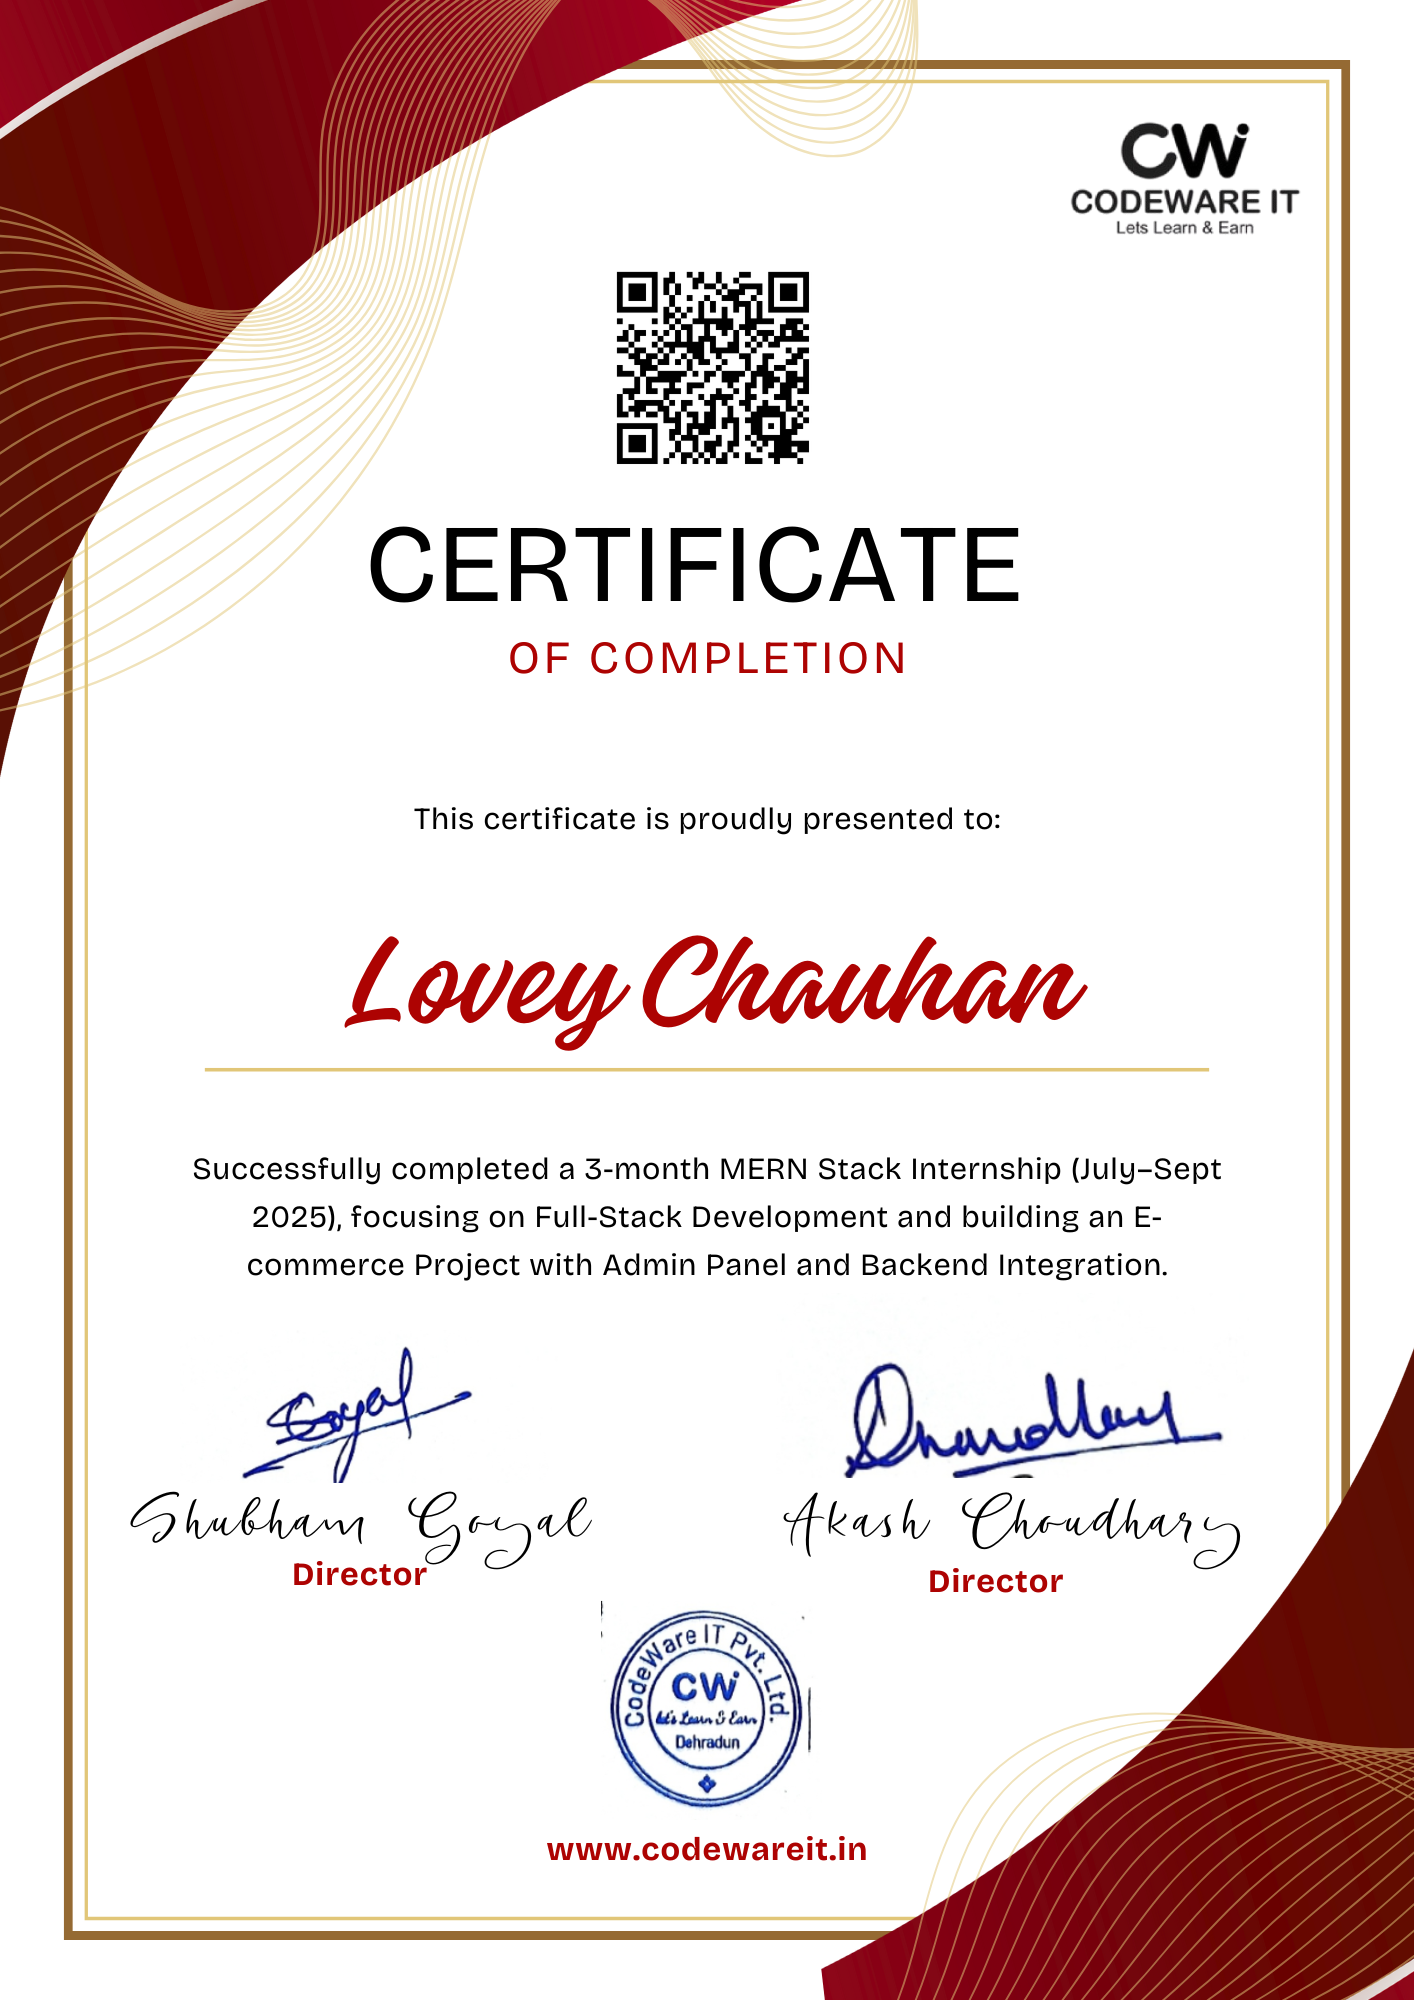 CWi
CODEWARE IT
Lets Learn & Earn
CERTIFICATE
OF COMPLETION
This certificate is proudly presented to:
Lovey Chauhan
Successfully completed a 3-month MERN Stack Internship (July–Sept
2025), focusing on Full-Stack Development and building an E-
commerce Project with Admin Panel and Backend Integration.
Goyal
Choudhary
Shubham Goyal
Akash Choudhary
Director
Director
CodeWare IT Pvt. Ltd.
CWi
let's Learn & Earn
Dehradun
www.codewareit.in